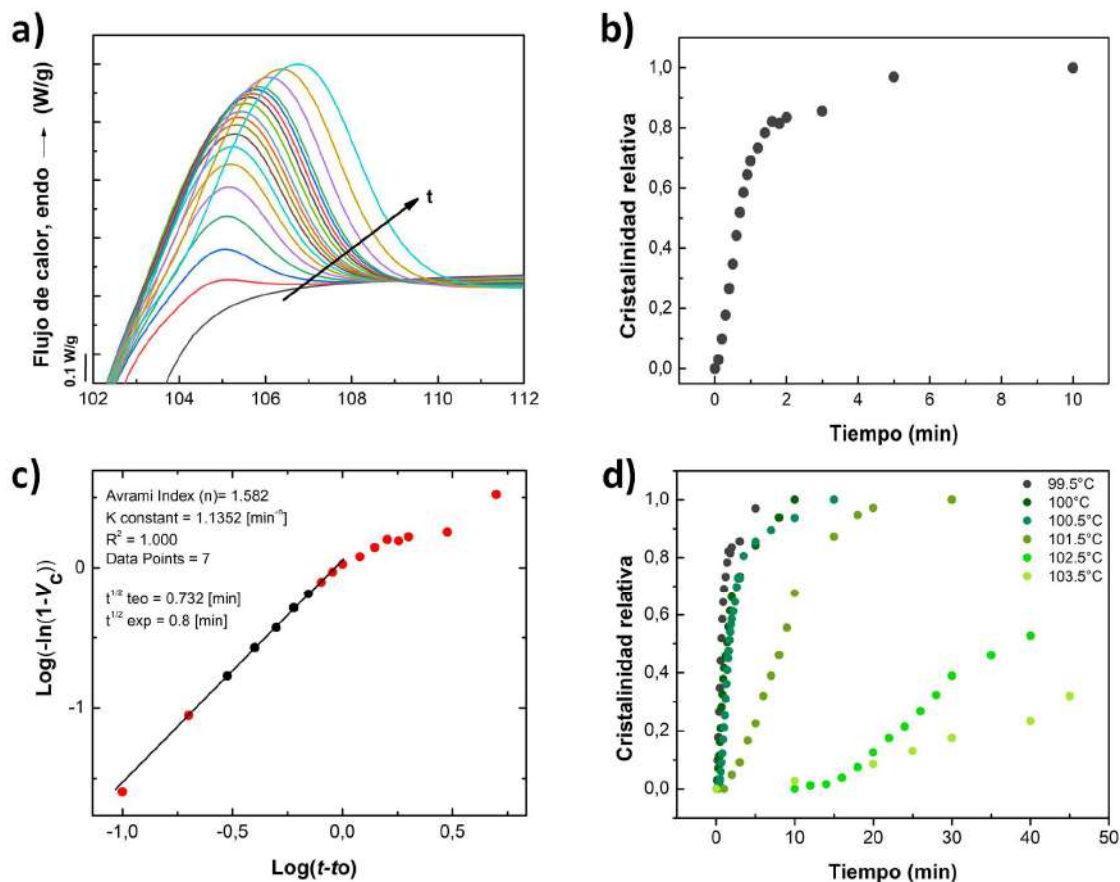 a)
Flujo de calor, endo → (W/g)
0.1 W/g
t
102 104 106 108 110 112
b)
Cristalinidad relativa
1,0
0,8
0,6
0,4
0,2
0,0
0 2 4 6 8 10
Tiempo (min)
c)
Log(-ln(1-Vc))
Avrami Index (n)= 1.582
K constant = 1.1352 [min⁻ⁿ]
R² = 1.000
Data Points = 7
t^1/2 teo = 0.732 [min]
t^1/2 exp = 0.8 [min]
0
-1
-1,0 -0,5 0,0 0,5
Log(t-to)
d)
Cristalinidad relativa
1,0
0,8
0,6
0,4
0,2
0,0
99.5°C
100°C
100.5°C
101.5°C
102.5°C
103.5°C
0 10 20 30 40 50
Tiempo (min)